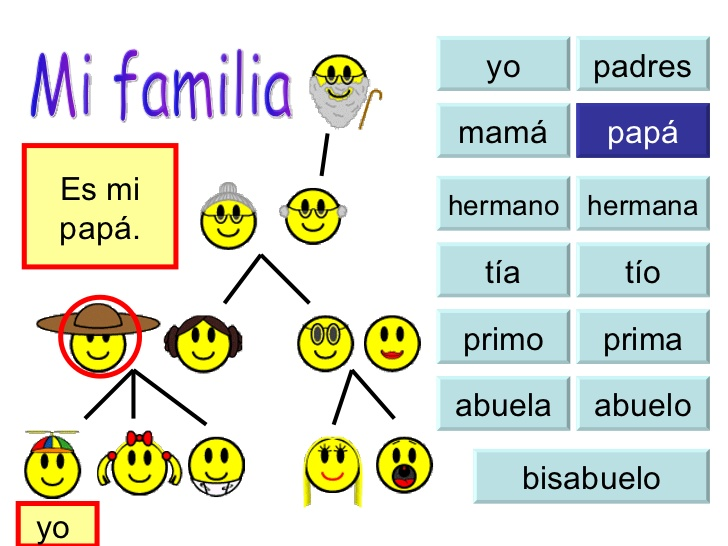 Mi familia
Es mi
papá.
yo
yo padres
mamá papá
hermano hermana
tía tío
primo prima
abuela abuelo
bisabuelo